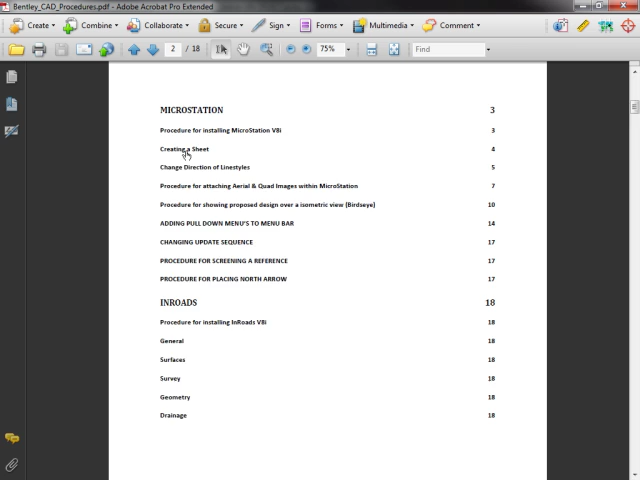 Bentley_CAD_Procedures.pdf - Adobe Acrobat Pro Extended
Create Combine Collaborate Secure Sign Forms Multimedia Comment
2 / 18 75% Find
MICROSTATION 3
Procedure for installing MicroStation V8i 3
Creating a Sheet 4
Change Direction of Linestyles 5
Procedure for attaching Aerial & Quad Images within MicroStation 7
Procedure for showing proposed design over a isometric view (Birdseye) 10
ADDING PULL DOWN MENU'S TO MENU BAR 14
CHANGING UPDATE SEQUENCE 17
PROCEDURE FOR SCREENING A REFERENCE 17
PROCEDURE FOR PLACING NORTH ARROW 17
INROADS 18
Procedure for installing InRoads V8i 18
General 18
Surfaces 18
Survey 18
Geometry 18
Drainage 18